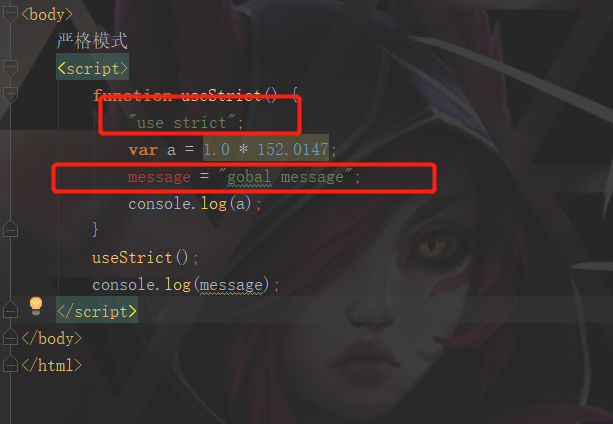 <body>
严格模式
<script>
function useStrict() {
"use strict";
var a = 1.0 * 152.0147;
message = "gobal message";
console.log(a);
}
useStrict();
console.log(message);
</script>
</body>
</html>